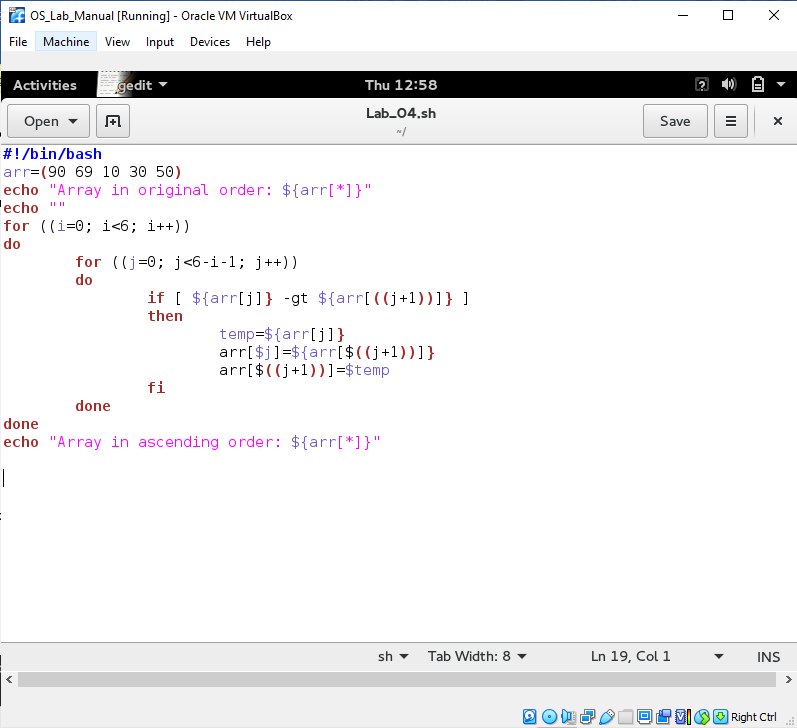 OS_Lab_Manual [Running] - Oracle VM VirtualBox
File Machine View Input Devices Help
Activities gedit Thu 12:58
Open Lab_04.sh Save
~/
#!/bin/bash
arr=(90 69 10 30 50)
echo "Array in original order: ${arr[*]}"
echo ""
for ((i=0; i<6; i++))
do
        for ((j=0; j<6-i-1; j++))
        do
                if [ ${arr[j]} -gt ${arr[((j+1))]} ]
                then
                        temp=${arr[j]}
                        arr[$j]=${arr[$((j+1))]}
                        arr[$((j+1))]=$temp
                fi
        done
done
echo "Array in ascending order: ${arr[*]}"
sh Tab Width: 8 Ln 19, Col 1 INS
Right Ctrl